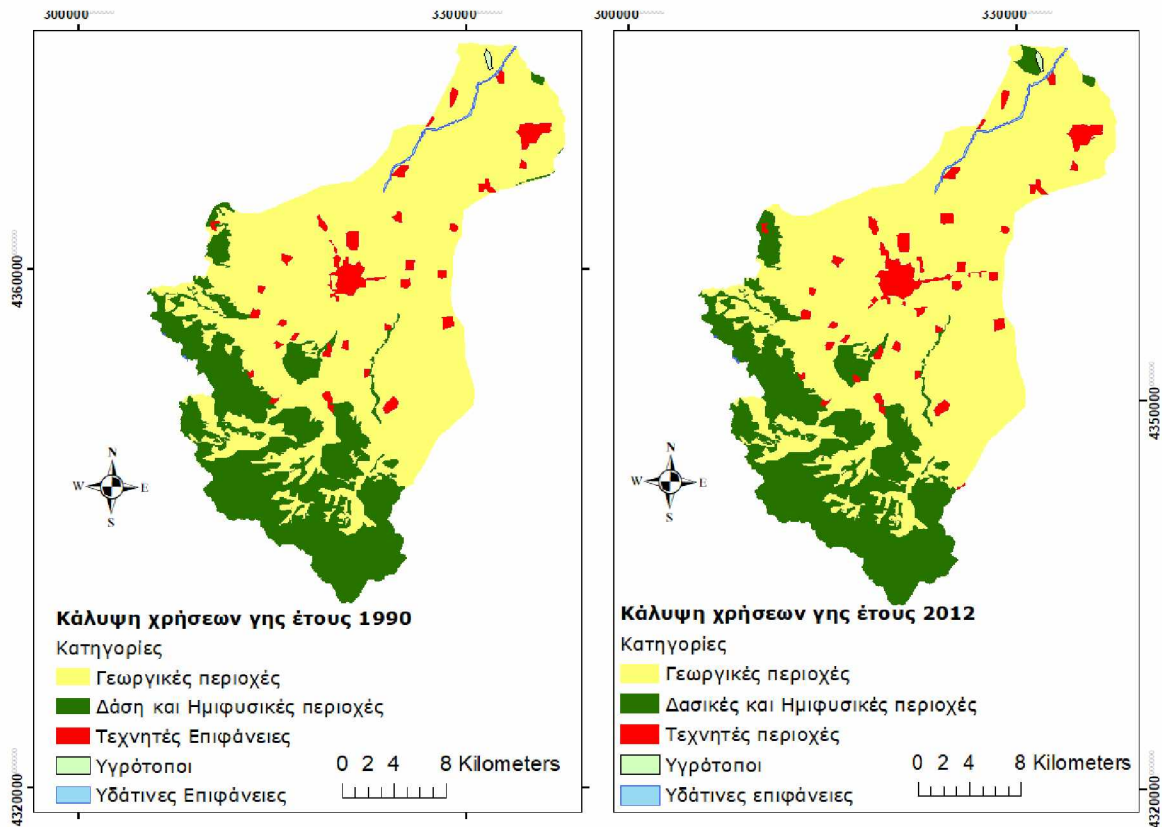 300000
330000
300000
330000
4360000
4350000
4320000
4320000
N
W
E
S
N
W
E
S
Κάλυψη χρήσεων γης έτους 1990
Κατηγορίες
Γεωργικές περιοχές
Δάση και Ημιφυσικές περιοχές
Τεχνητές Επιφάνειες
Υγρότοποι
Υδάτινες Επιφάνειες
0 2 4 8 Kilometers
Κάλυψη χρήσεων γης έτους 2012
Κατηγορίες
Γεωργικές περιοχές
Δασικές και Ημιφυσικές περιοχές
Τεχνητές περιοχές
Υγρότοποι
Υδάτινες επιφάνειες
0 2 4 8 Kilometers